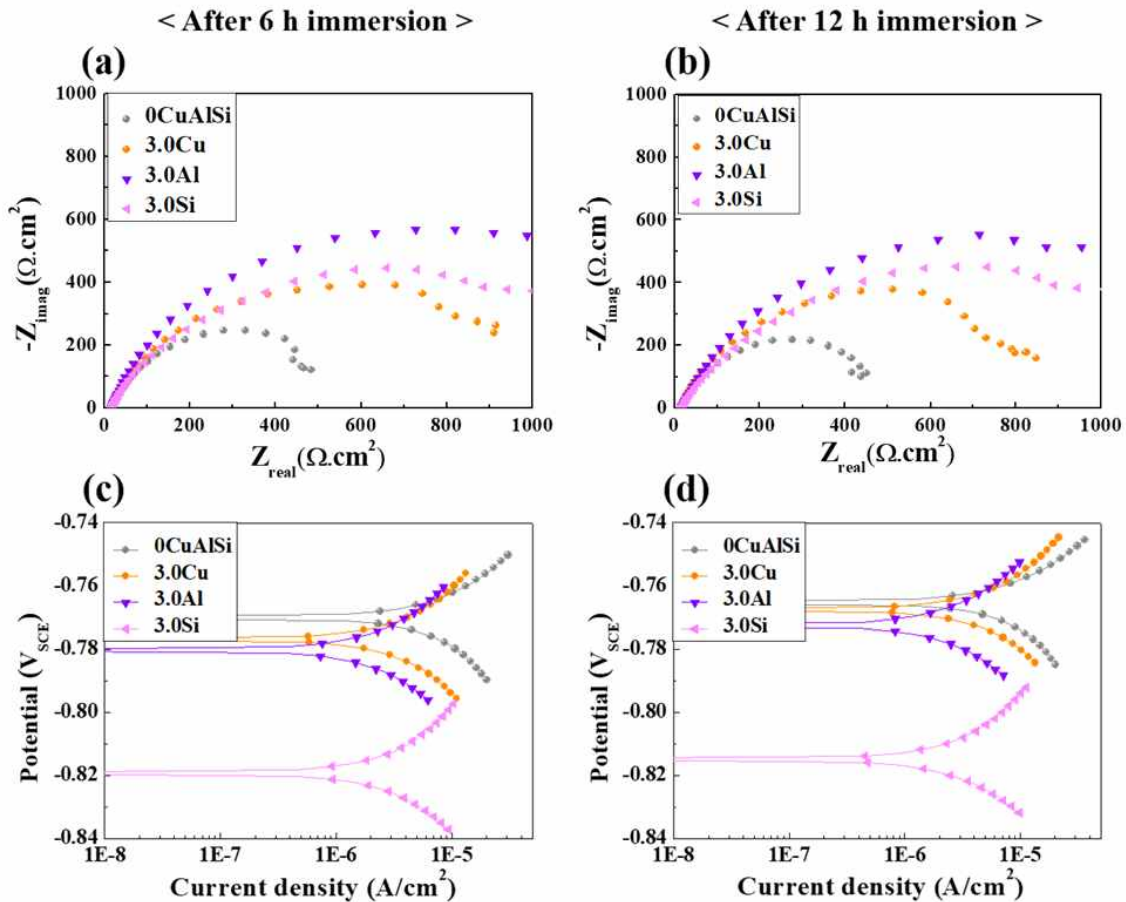 < After 6 h immersion >
< After 12 h immersion >
(a)
1000
800
600
400
200
0
0CuAlSi
3.0Cu
3.0Al
3.0Si
-Z_imag (Ω.cm²)
0 200 400 600 800 1000
Z_real (Ω.cm²)
(b)
1000
800
600
400
200
0
0CuAlSi
3.0Cu
3.0Al
3.0Si
-Z_imag (Ω.cm²)
0 200 400 600 800 1000
Z_real (Ω.cm²)
(c)
-0.74
-0.76
-0.78
-0.80
-0.82
-0.84
0CuAlSi
3.0Cu
3.0Al
3.0Si
Potential (V_SCE)
1E-8 1E-7 1E-6 1E-5
Current density (A/cm²)
(d)
-0.74
-0.76
-0.78
-0.80
-0.82
-0.84
0CuAlSi
3.0Cu
3.0Al
3.0Si
Potential (V_SCE)
1E-8 1E-7 1E-6 1E-5
Current density (A/cm²)